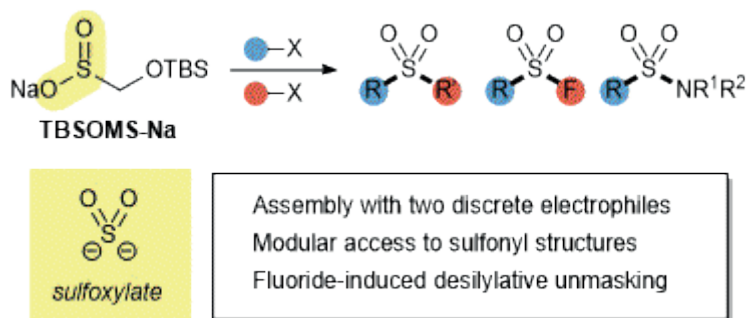 O
NaO
S
OTBS
TBSOMS-Na
X
X
O O
S
R R'
O O
S
R F
O O
S
R NR¹R²
O O
S
⊖ ⊖
sulfoxylate
Assembly with two discrete electrophiles
Modular access to sulfonyl structures
Fluoride-induced desilylative unmasking